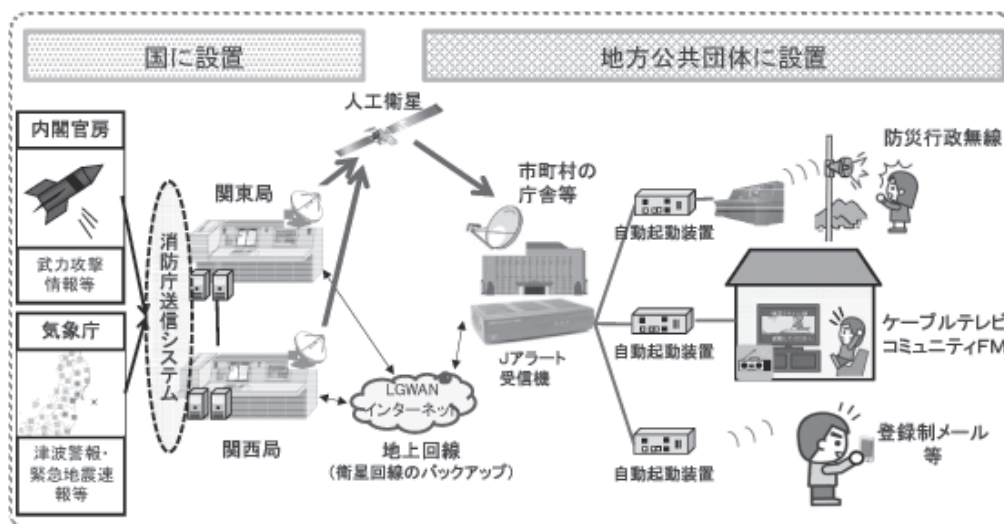 国に設置
地方公共団体に設置
内閣官房
武力攻撃
情報等
気象庁
津波警報・
緊急地震速
報等
消防庁送信システム
関東局
関西局
人工衛星
LGWAN
インターネット
地上回線
(衛星回線のバックアップ)
市町村の
庁舎等
Jアラート
受信機
自動起動装置
防災行政無線
自動起動装置
ケーブルテレビ
コミュニティFM
自動起動装置
登録制メール
等